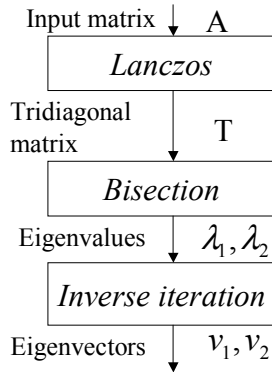 Input matrix A
Lanczos
Tridiagonal
matrix T
Bisection
Eigenvalues λ₁, λ₂
Inverse iteration
Eigenvectors v₁, v₂